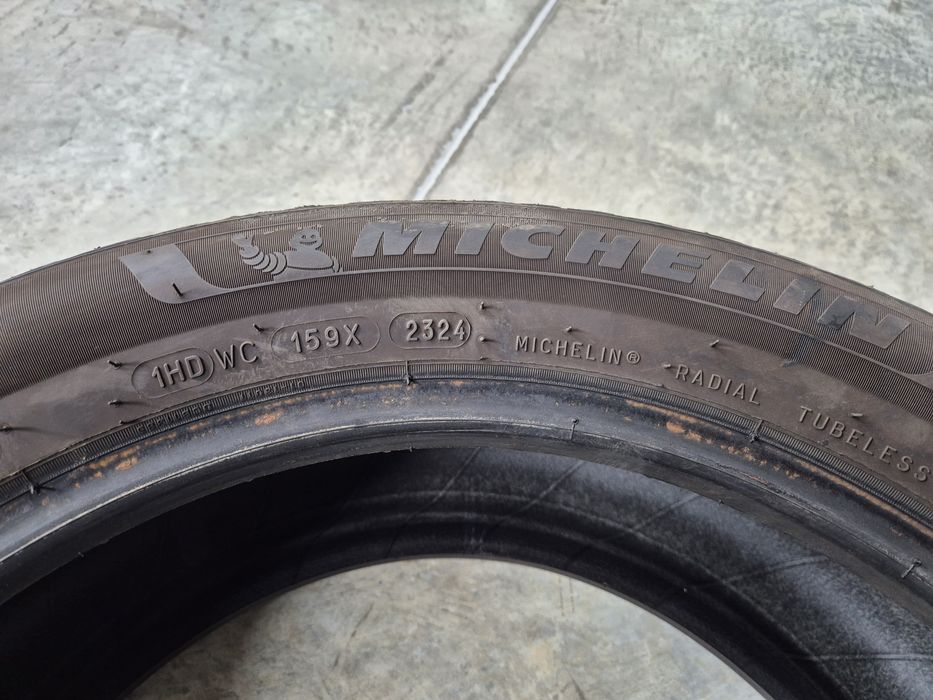 MICHELIN
1HD WC 159X 2324 MICHELIN® RADIAL TUBELESS